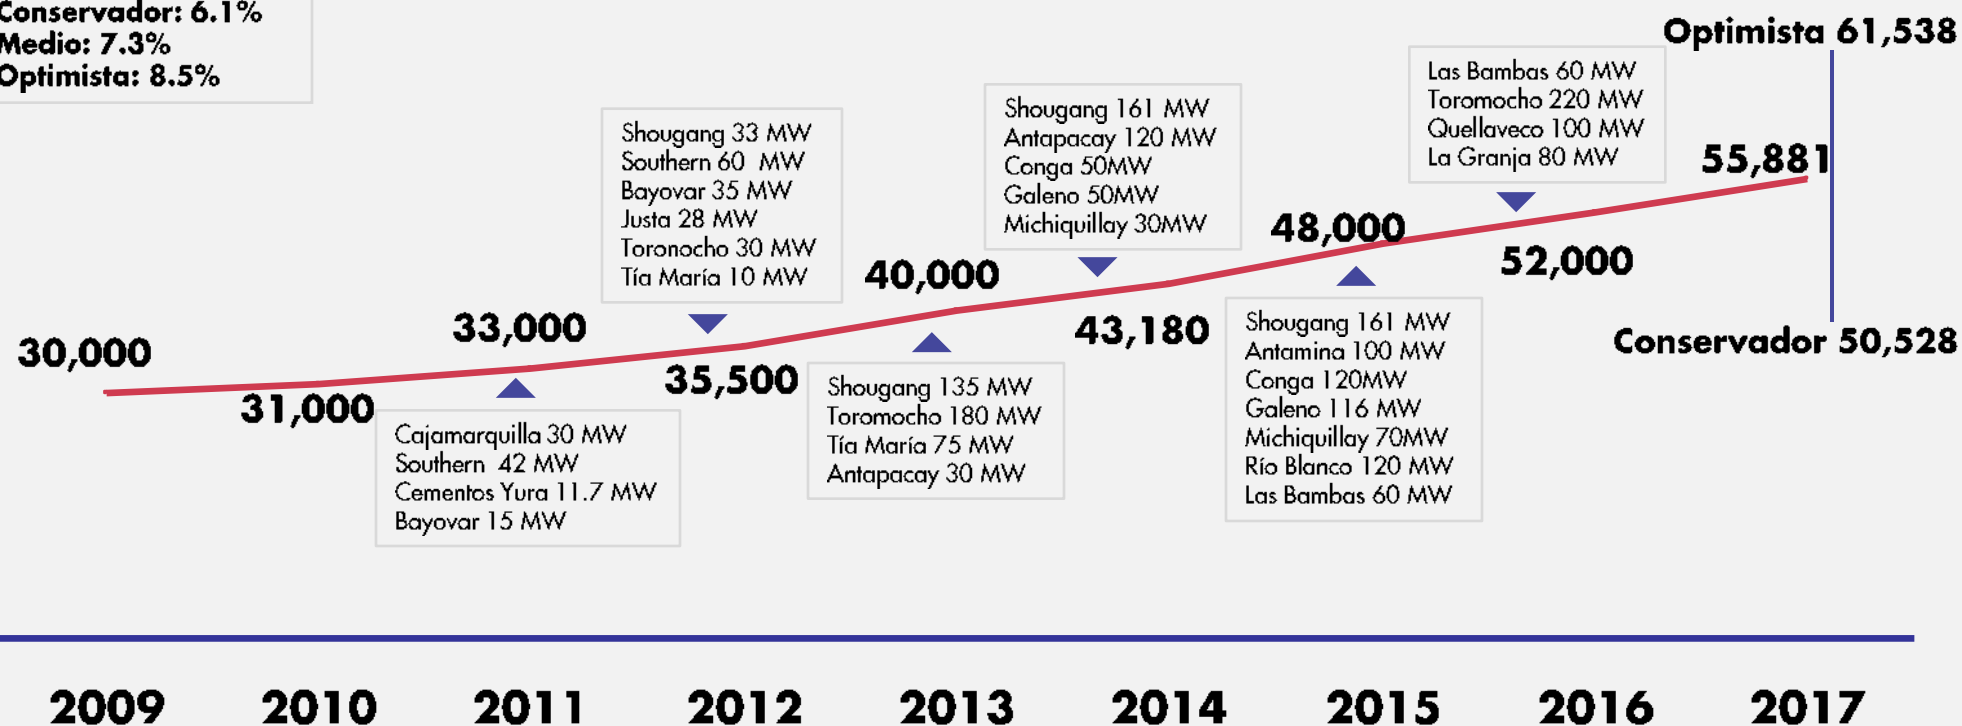 Conservador: 6.1%
Medio: 7.3%
Optimista: 8.5%
Optimista 61,538
Las Bambas 60 MW
Toromocho 220 MW
Quellaveco 100 MW
La Granja 80 MW
Shougang 161 MW
Antapacay 120 MW
Conga 50MW
Galeno 50MW
Michiquillay 30MW
Shougang 33 MW
Southern 60 MW
Bayovar 35 MW
Justa 28 MW
Toronocho 30 MW
Tía María 10 MW
30,000
31,000
33,000
35,500
40,000
43,180
48,000
52,000
55,881
Conservador 50,528
Cajamarquilla 30 MW
Southern 42 MW
Cementos Yura 11.7 MW
Bayovar 15 MW
Shougang 135 MW
Toromocho 180 MW
Tía María 75 MW
Antapacay 30 MW
Shougang 161 MW
Antamina 100 MW
Conga 120MW
Galeno 116 MW
Michiquillay 70MW
Río Blanco 120 MW
Las Bambas 60 MW
2009 2010 2011 2012 2013 2014 2015 2016 2017